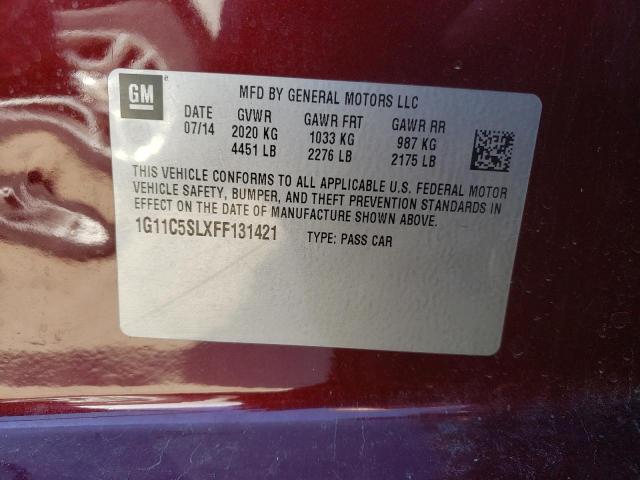 GM
MFD BY GENERAL MOTORS LLC
DATE GVWR GAWR FRT GAWR RR
07/14 2020 KG 1033 KG 987 KG
4451 LB 2276 LB 2175 LB
THIS VEHICLE CONFORMS TO ALL APPLICABLE U.S. FEDERAL MOTOR
VEHICLE SAFETY, BUMPER, AND THEFT PREVENTION STANDARDS IN
EFFECT ON THE DATE OF MANUFACTURE SHOWN ABOVE.
1G11C5SLXFF131421 TYPE: PASS CAR